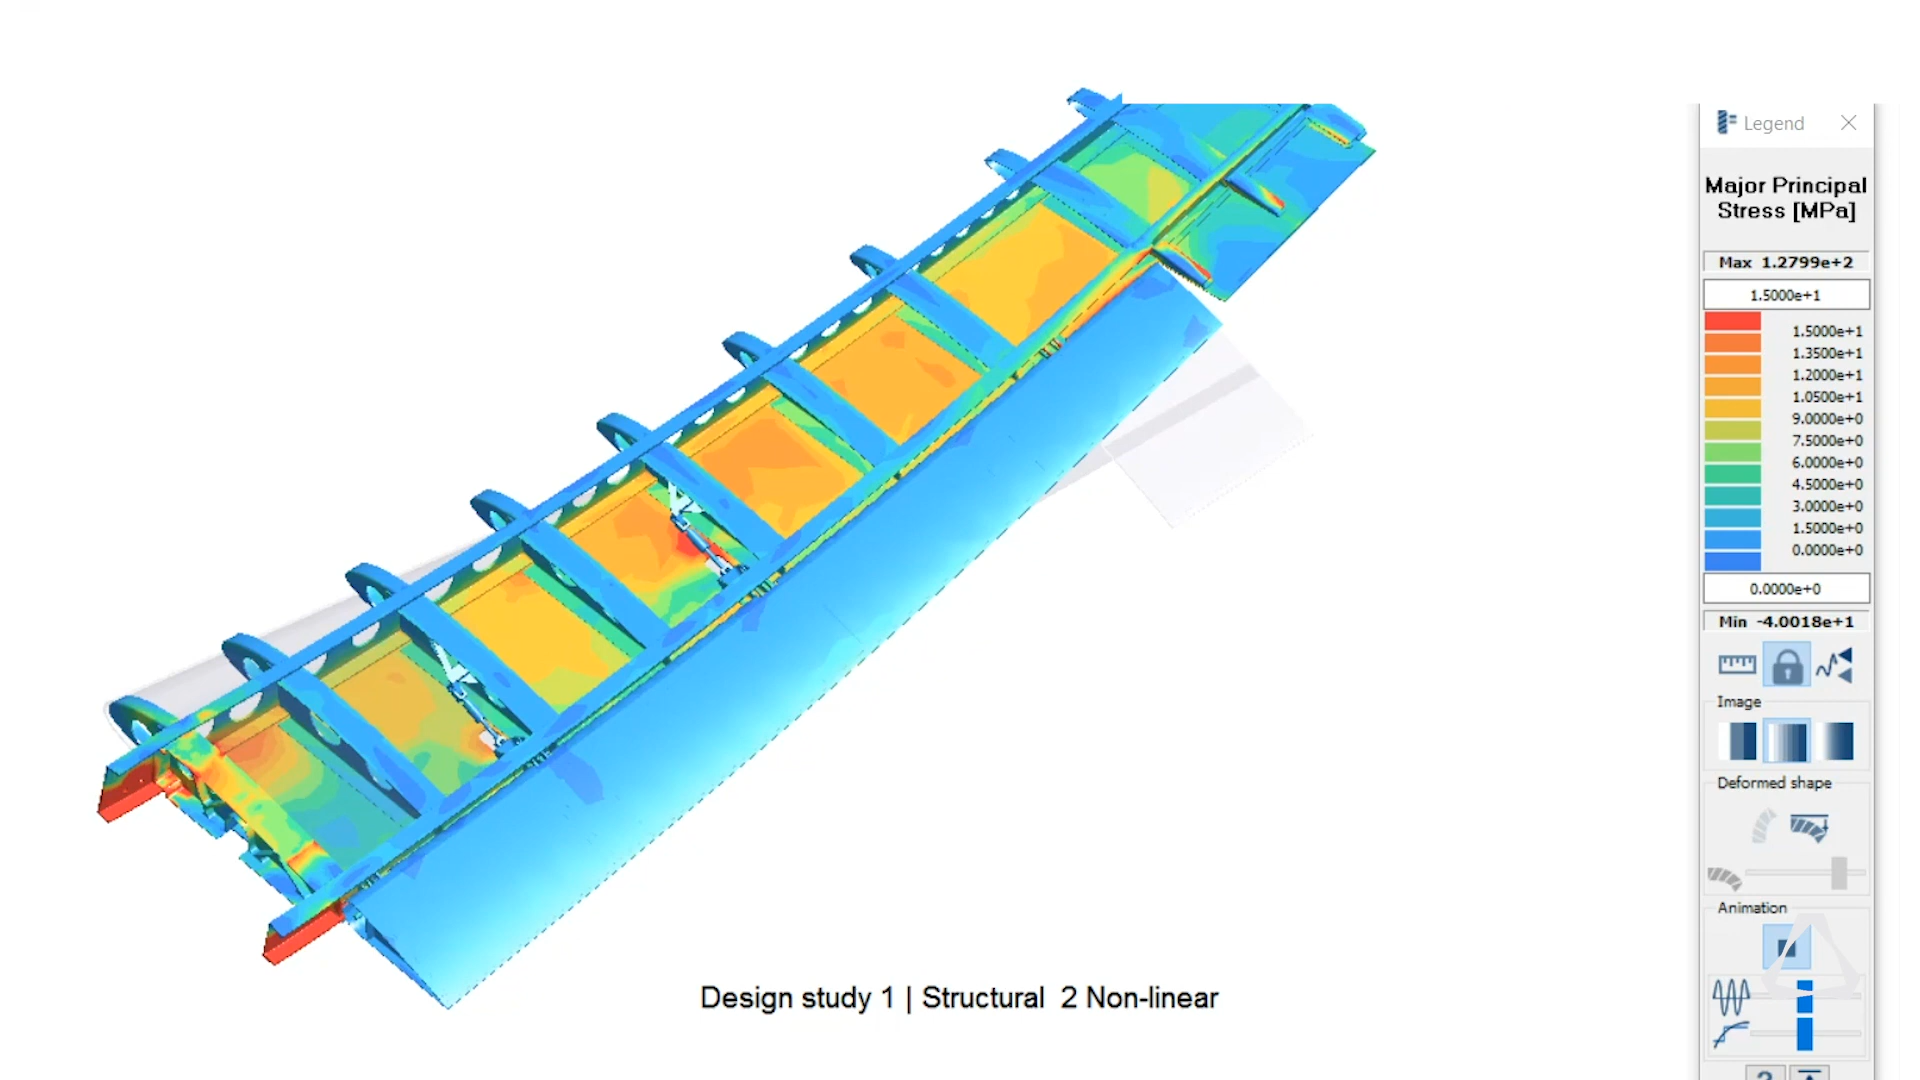 Legend
Major Principal
Stress [MPa]
Max 1.2799e+2
1.5000e+1
1.5000e+1
1.3500e+1
1.2000e+1
1.0500e+1
9.0000e+0
7.5000e+0
6.0000e+0
4.5000e+0
3.0000e+0
1.5000e+0
0.0000e+0
0.0000e+0
Min -4.0018e+1
Image
Deformed shape
Animation
Design study 1 | Structural 2 Non-linear